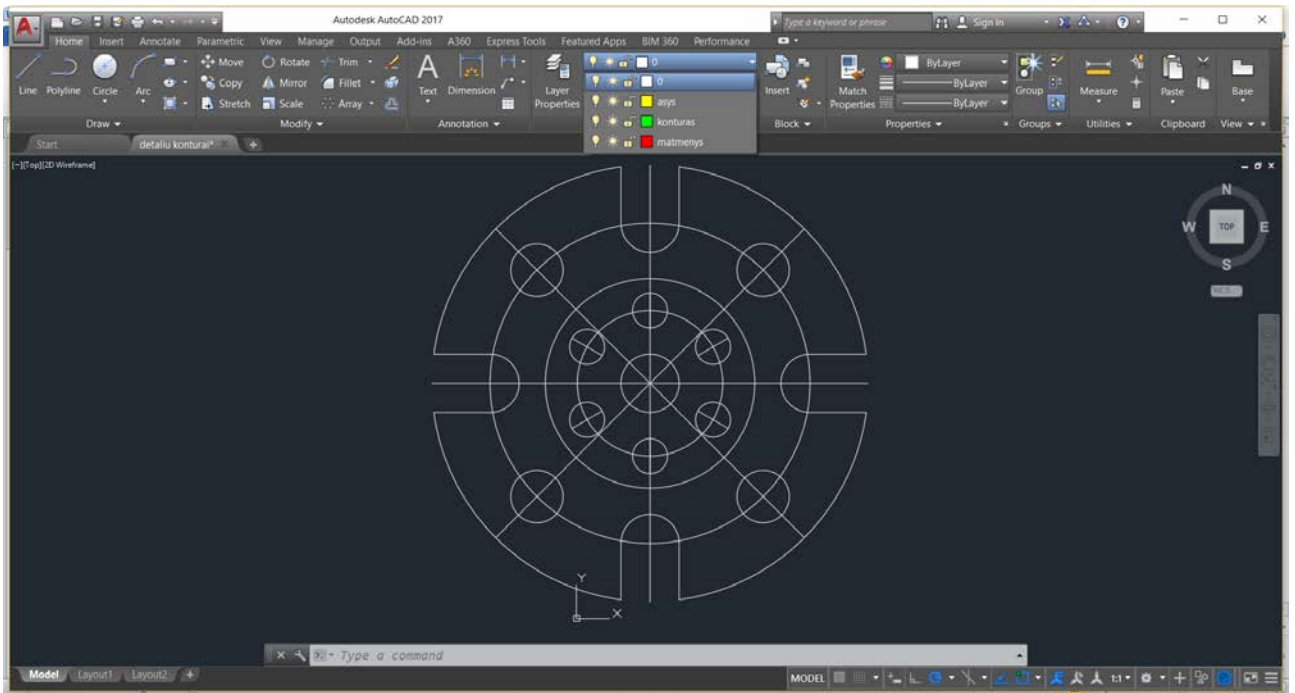 Autodesk AutoCAD 2017
Type a keyword or phrase
Sign In
Home Insert Annotate Parametric View Manage Output Add-ins A360 Express Tools Featured Apps BIM 360 Performance
Line Polyline Circle Arc
Move Rotate Trim
Copy Mirror Fillet
Stretch Scale Array
Text Dimension
Layer Properties
0
0
asys
konturas
matmenys
Insert
Match Properties
ByLayer
ByLayer
ByLayer
Group
Measure
Paste
Base
Draw Modify Annotation Block Properties Groups Utilities Clipboard View
Start detaliu konturai*
[−][Top][2D Wireframe]
N
W TOP E
S
WCS
Y
X
Type a command
Model Layout1 Layout2
MODEL 1:1